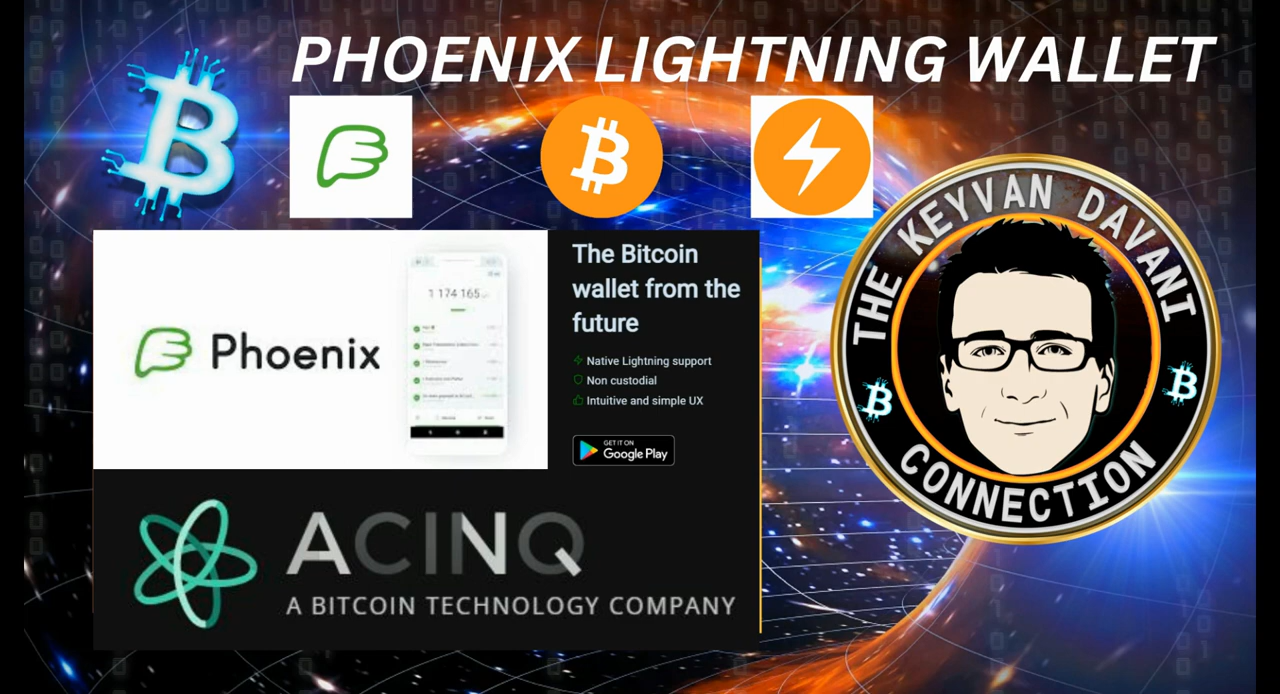 PHOENIX LIGHTNING WALLET
Phoenix
1 174 165
The Bitcoin
wallet from the
future
Native Lightning support
Non custodial
Intuitive and simple UX
GET IT ON
Google Play
ACINQ
A BITCOIN TECHNOLOGY COMPANY
THE KEYVAN DAVANI
CONNECTION